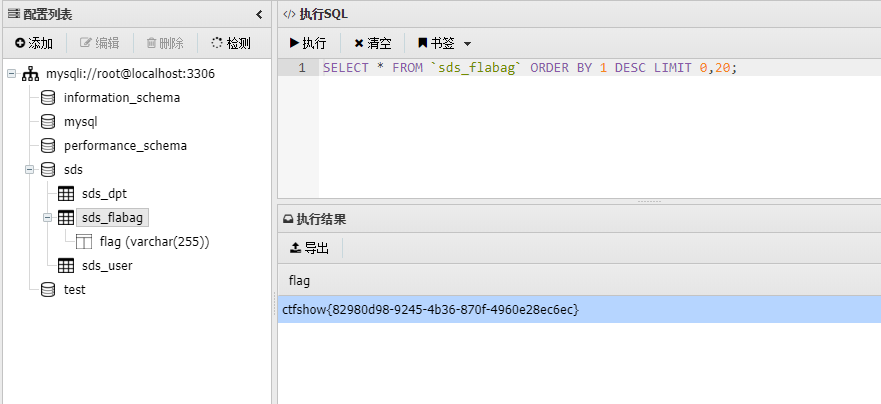 配置列表
添加 编辑 删除 检测
mysqli://root@localhost:3306
information_schema
mysql
performance_schema
sds
sds_dpt
sds_flabag
flag (varchar(255))
sds_user
test
</> 执行SQL
执行 清空 书签
1 SELECT * FROM `sds_flabag` ORDER BY 1 DESC LIMIT 0,20;
执行结果
导出
flag
ctfshow{82980d98-9245-4b36-870f-4960e28ec6ec}